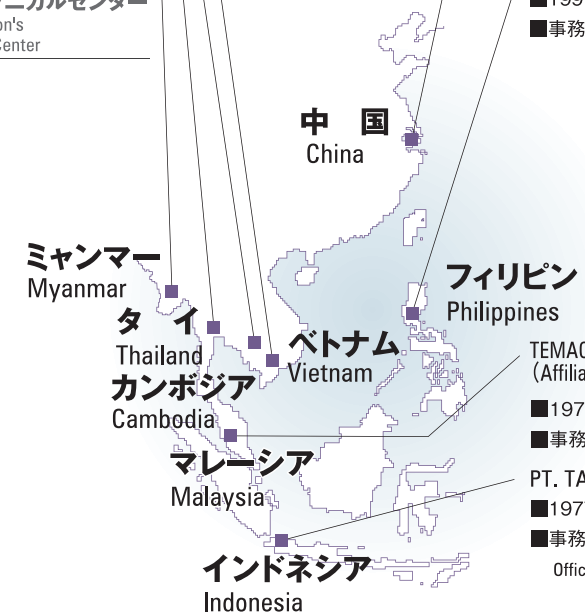 ニカルセンター
on's
Center
■199
■事務
中 国
China
ミャンマー
Myanmar
タ イ
Thailand
カンボジア
Cambodia
ベトナム
Vietnam
フィリピン
Philippines
TEMAC
（Affilia
■197
■事務
マレーシア
Malaysia
PT. TA
■197
■事務
Offic
インドネシア
Indonesia